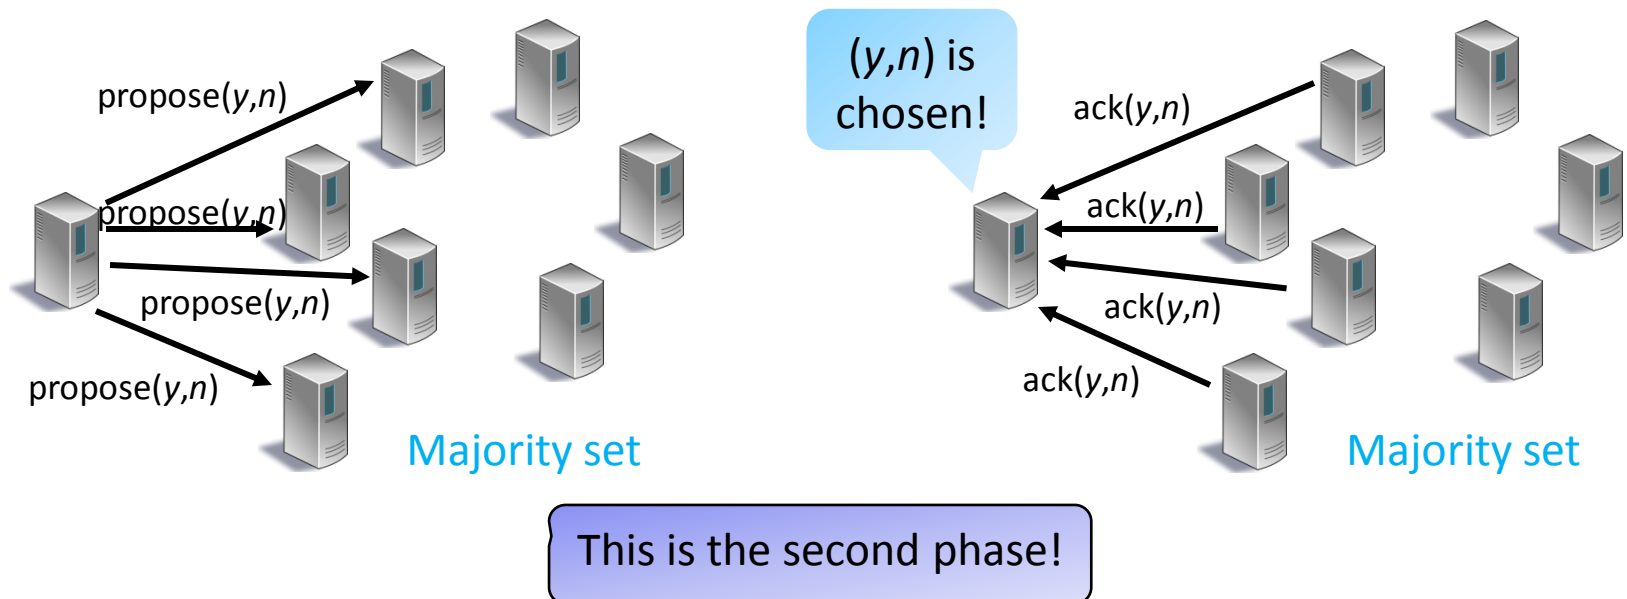 propose(y,n)
propose(y,n)
propose(y,n)
propose(y,n)
Majority set
(y,n) is
chosen!
ack(y,n)
ack(y,n)
ack(y,n)
ack(y,n)
Majority set
This is the second phase!